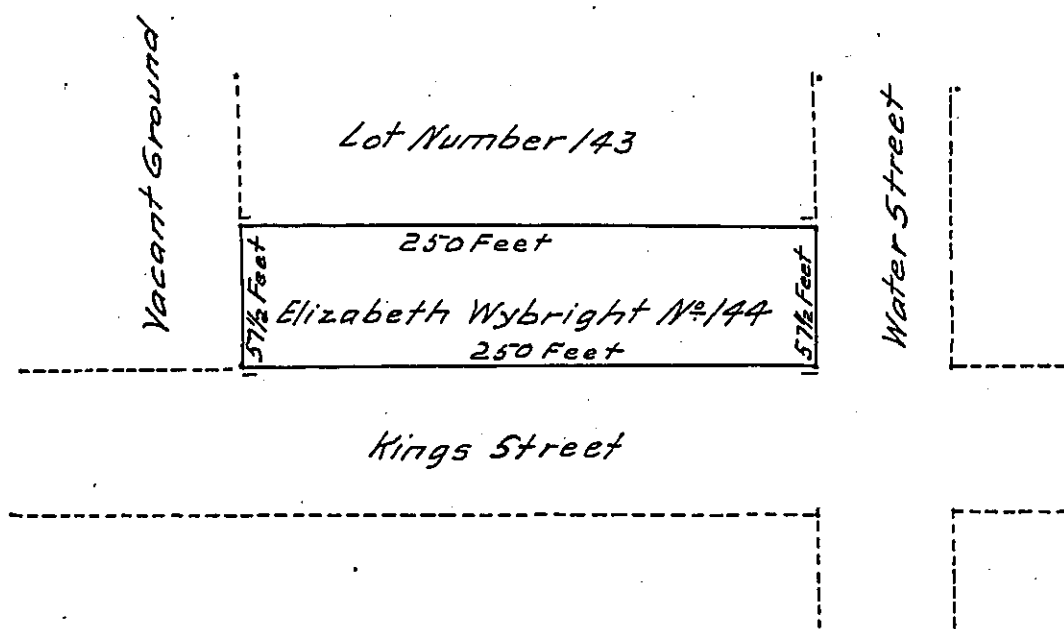 Vacant Ground
Lot Number 143
Water Street
250 Feet
57½ Feet
Elizabeth Wybright Nº 144
57½ Feet
250 Feet
Kings Street